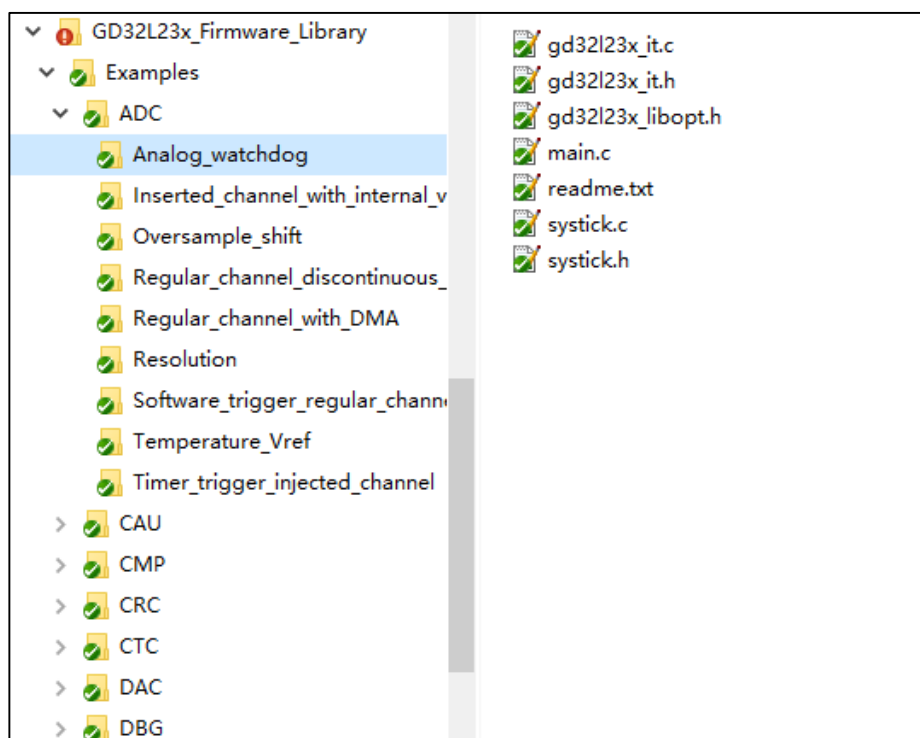 GD32L23x_Firmware_Library
Examples
ADC
Analog_watchdog
Inserted_channel_with_internal_v
Oversample_shift
Regular_channel_discontinuous_
Regular_channel_with_DMA
Resolution
Software_trigger_regular_chann
Temperature_Vref
Timer_trigger_injected_channel
CAU
CMP
CRC
CTC
DAC
DBG
gd32l23x_it.c
gd32l23x_it.h
gd32l23x_libopt.h
main.c
readme.txt
systick.c
systick.h